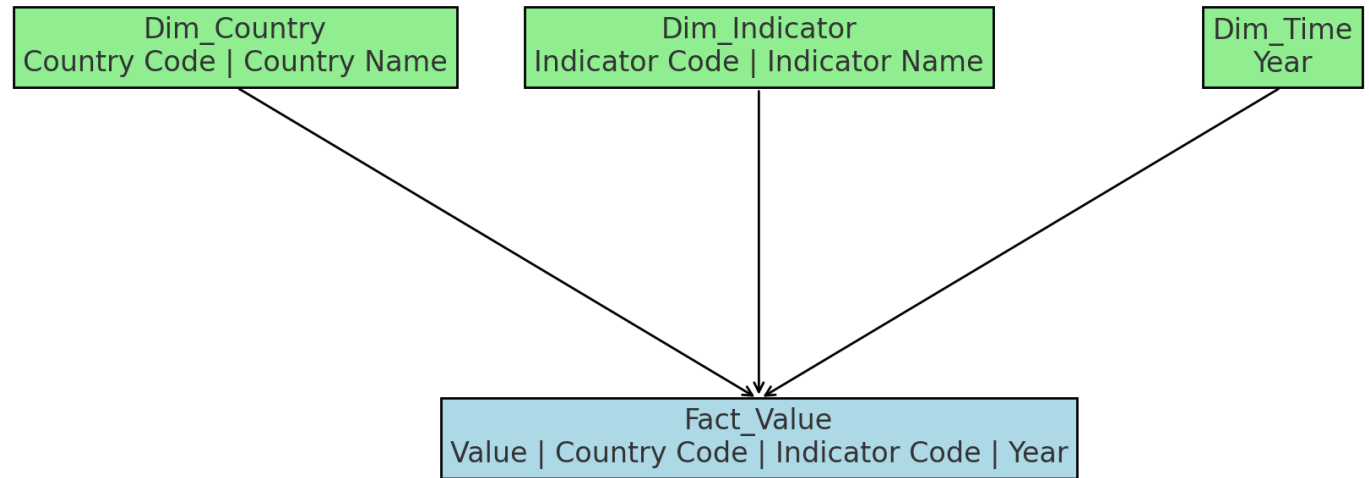 Dim_Country
Country Code | Country Name
Dim_Indicator
Indicator Code | Indicator Name
Dim_Time
Year
Fact_Value
Value | Country Code | Indicator Code | Year